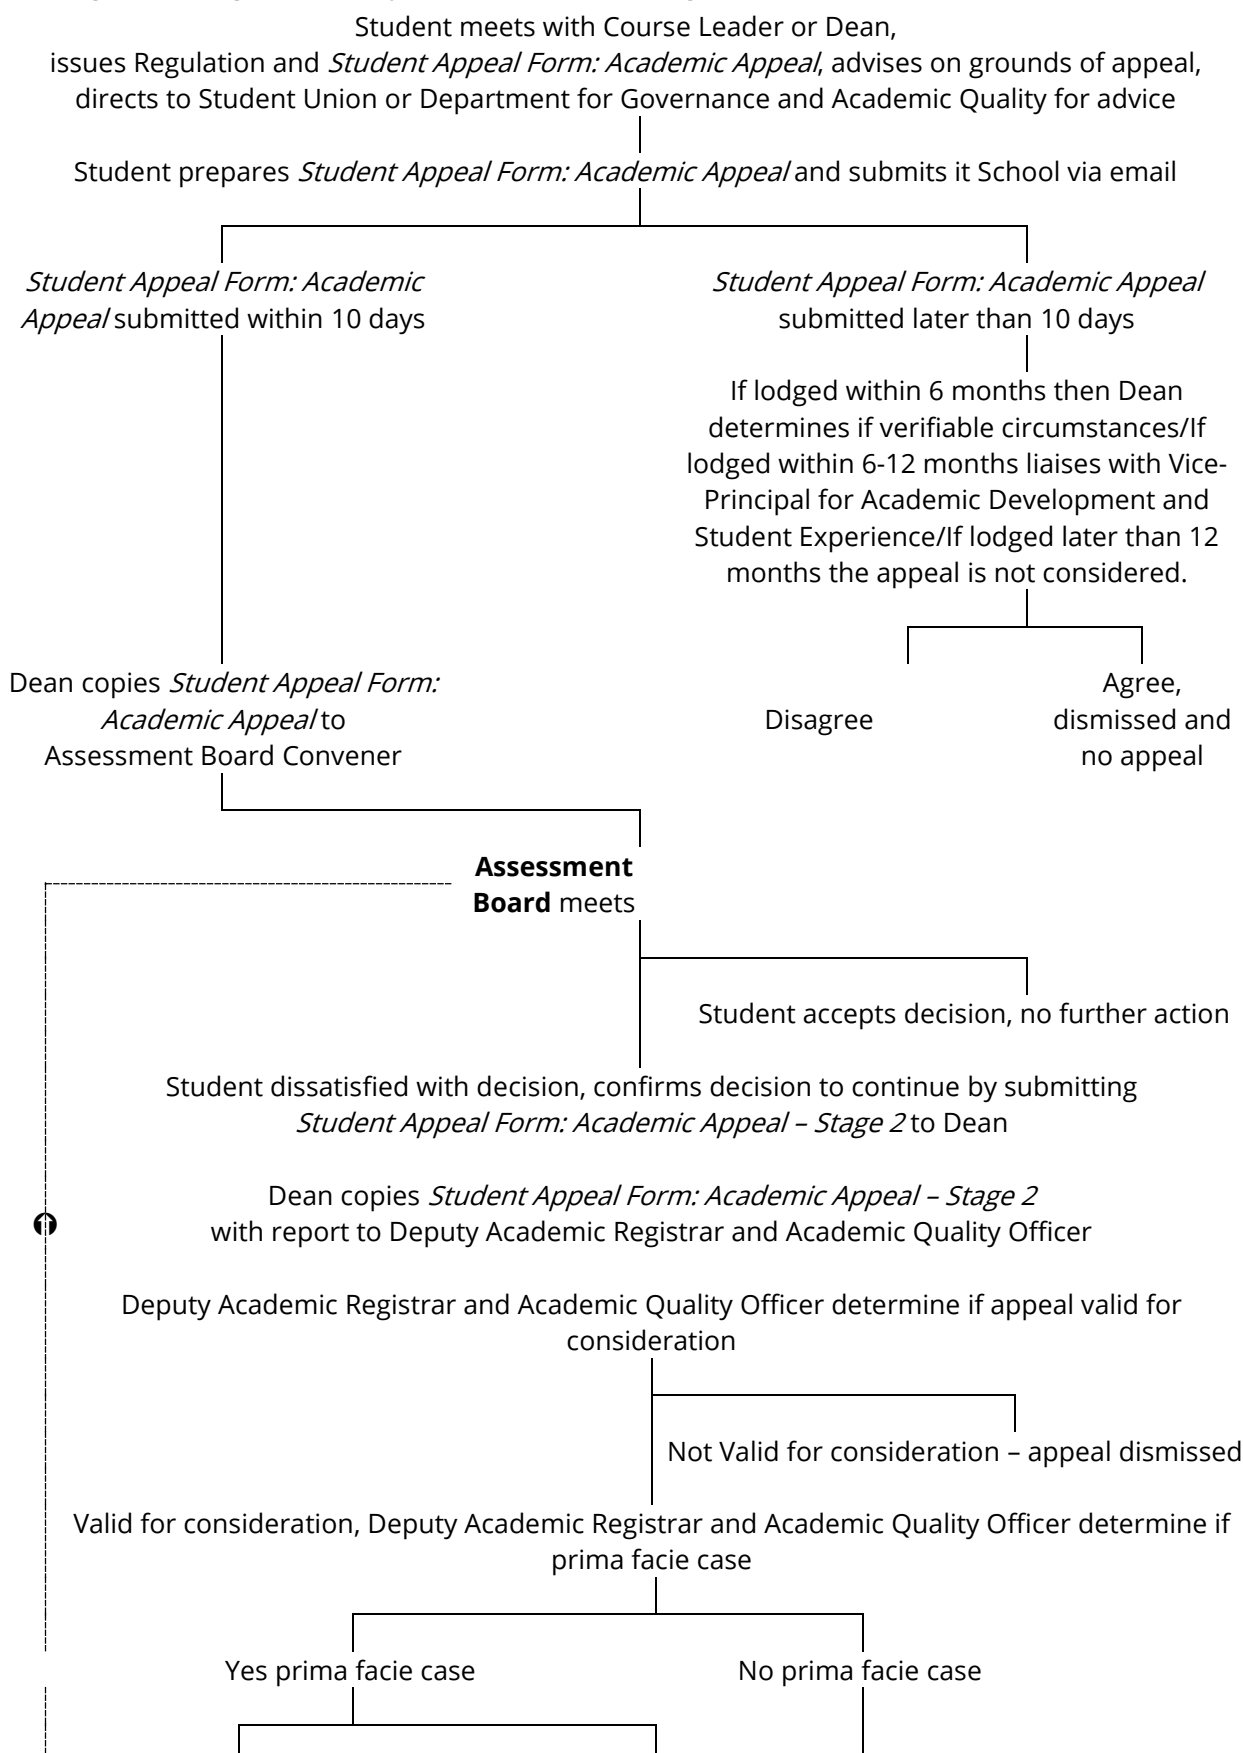 Student meets with Course Leader or Dean,
issues Regulation and Student Appeal Form: Academic Appeal, advises on grounds of appeal,
directs to Student Union or Department for Governance and Academic Quality for advice
Student prepares Student Appeal Form: Academic Appeal and submits it School via email
Student Appeal Form: Academic
Appeal submitted within 10 days
Student Appeal Form: Academic Appeal
submitted later than 10 days
If lodged within 6 months then Dean
determines if verifiable circumstances/If
lodged within 6-12 months liaises with Vice-
Principal for Academic Development and
Student Experience/If lodged later than 12
months the appeal is not considered.
Dean copies Student Appeal Form:
Academic Appeal to
Assessment Board Convener
Disagree
Agree,
dismissed and
no appeal
Assessment
Board meets
Student accepts decision, no further action
Student dissatisfied with decision, confirms decision to continue by submitting
Student Appeal Form: Academic Appeal – Stage 2 to Dean
Dean copies Student Appeal Form: Academic Appeal – Stage 2
with report to Deputy Academic Registrar and Academic Quality Officer
Deputy Academic Registrar and Academic Quality Officer determine if appeal valid for
consideration
Not Valid for consideration – appeal dismissed
Valid for consideration, Deputy Academic Registrar and Academic Quality Officer determine if
prima facie case
Yes prima facie case
No prima facie case